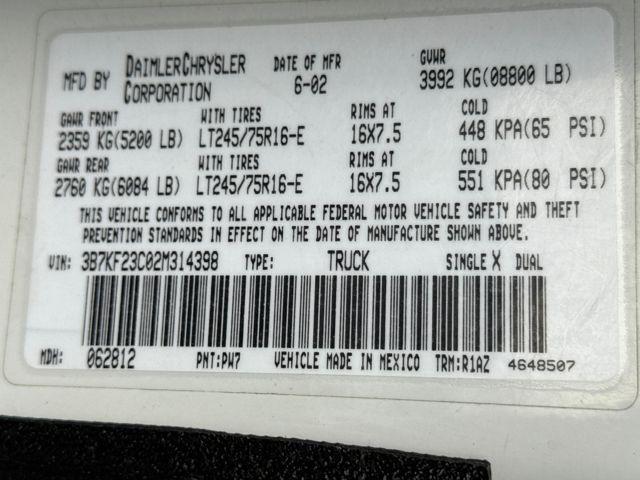 MFD BY DAIMLERCHRYSLER CORPORATION DATE OF MFR 6-02 GVWR 3992 KG(08800 LB)
GAWR FRONT WITH TIRES RIMS AT COLD
2359 KG(5200 LB) LT245/75R16-E 16X7.5 448 KPA(65 PSI)
GAWR REAR WITH TIRES RIMS AT COLD
2760 KG(6084 LB) LT245/75R16-E 16X7.5 551 KPA(80 PSI)
THIS VEHICLE CONFORMS TO ALL APPLICABLE FEDERAL MOTOR VEHICLE SAFETY AND THEFT
PREVENTION STANDARDS IN EFFECT ON THE DATE OF MANUFACTURE SHOWN ABOVE.
VIN: 3B7KF23C02M314398 TYPE: TRUCK SINGLE X DUAL
MDH: 062812 PNT:PW7 VEHICLE MADE IN MEXICO TRM:R1AZ 4648507